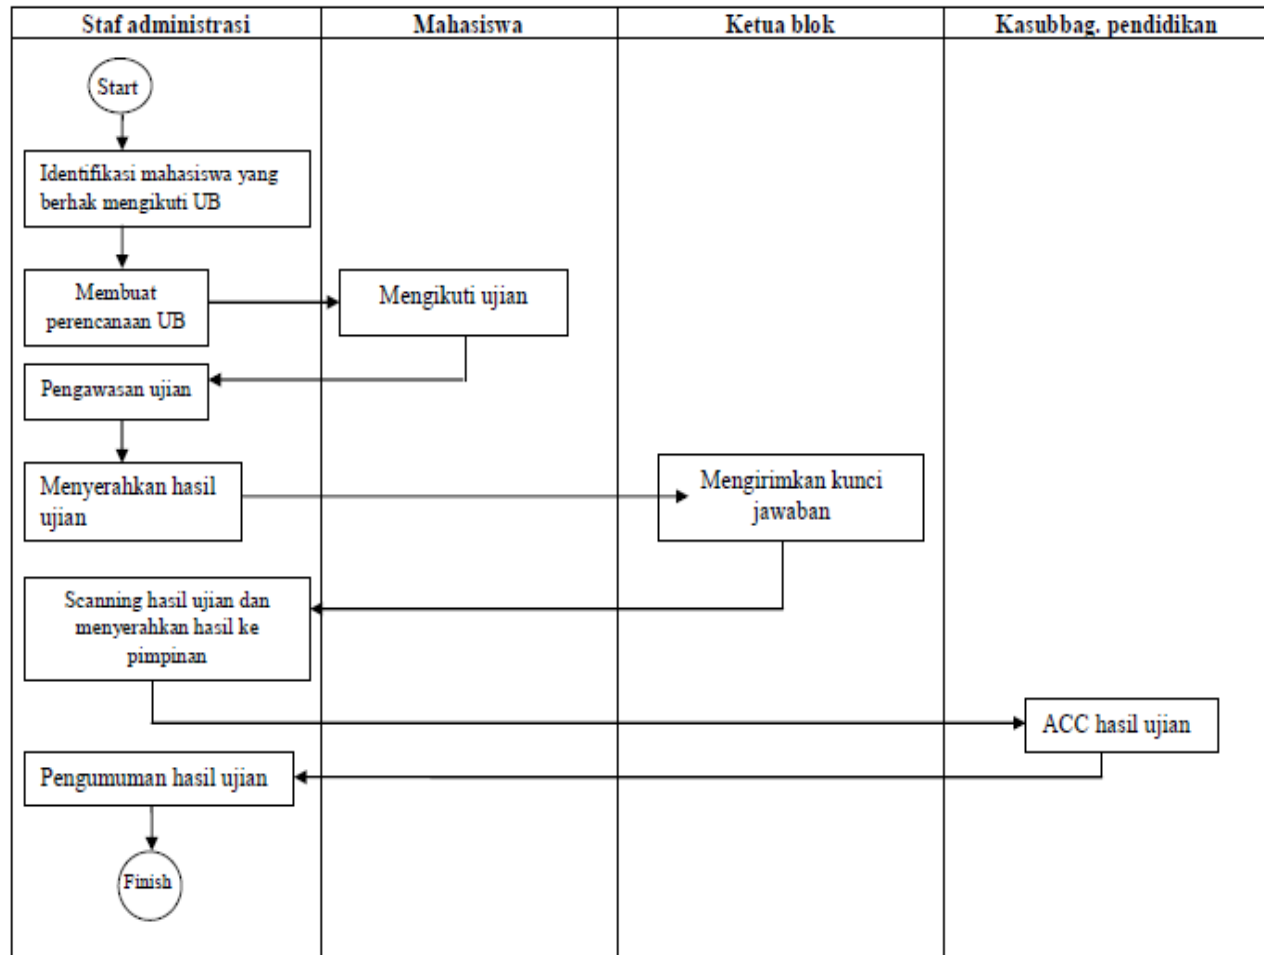 Staf administrasi
Mahasiswa
Ketua blok
Kasubbag. pendidikan
Start
Identifikasi mahasiswa yang
berhak mengikuti UB
Membuat
perencanaan UB
Mengikuti ujian
Pengawasan ujian
Menyerahkan hasil
ujian
Mengirimkan kunci
jawaban
Scanning hasil ujian dan
menyerahkan hasil ke
pimpinan
ACC hasil ujian
Pengumuman hasil ujian
Finish